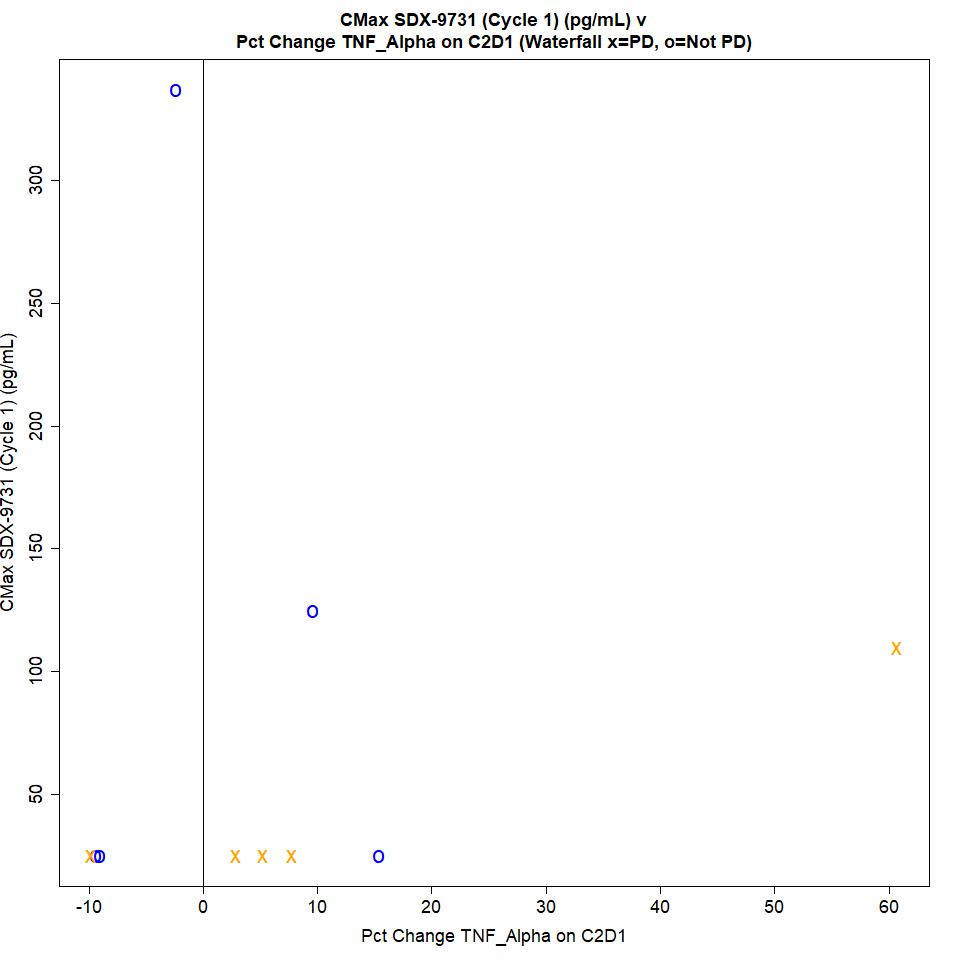 CMax SDX-9731 (Cycle 1) (pg/mL) v
Pct Change TNF_Alpha on C2D1 (Waterfall x=PD, o=Not PD)
CMax SDX-9731 (Cycle 1) (pg/mL)
300
250
200
150
100
50
O
O
X
X O O X X X O
-10 0 10 20 30 40 50 60
Pct Change TNF_Alpha on C2D1